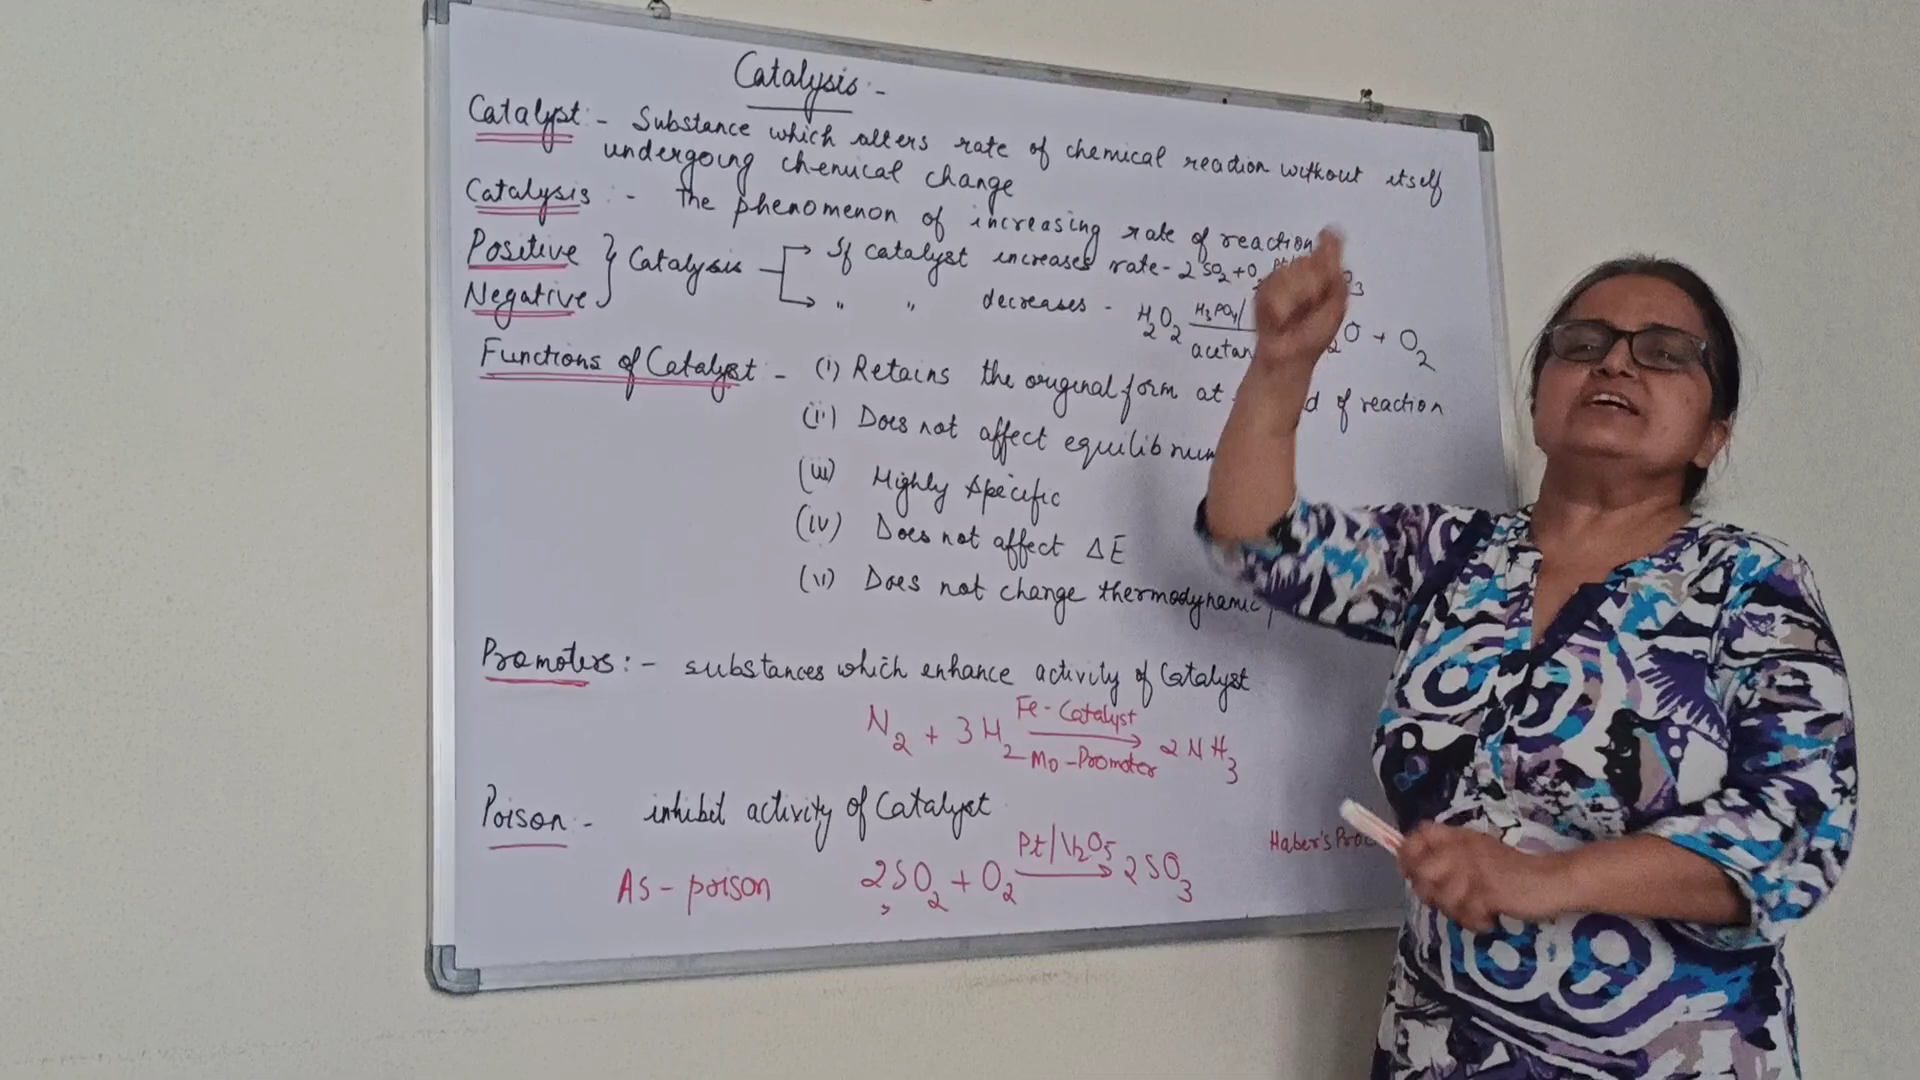 Catalysis :-
Catalyst :- Substance which alters rate of chemical reaction without itself
undergoing chemical change
Catalysis :- The phenomenon of increasing rate of reaction
Positive } Catalysis → If catalyst increases rate - 2SO₂ + O₂ O₃
Negative → " " decreases - H₂O₂ H₃PO₄/ ₂O + O₂
Functions of Catalyst - (i) Retains the original form at of reaction
(ii) Does not affect equilibrium
(iii) Highly Specific
(iv) Does not affect ΔE
(v) Does not change thermodynamic
Promoters :- substances which enhance activity of Catalyst
Fe - Catalyst
N₂ + 3H₂ → 2NH₃
Mo - Promoter
Poison - inhibit activity of Catalyst
Haber's
Pt/V₂O₅
As - poison 2SO₂ + O₂ → 2SO₃